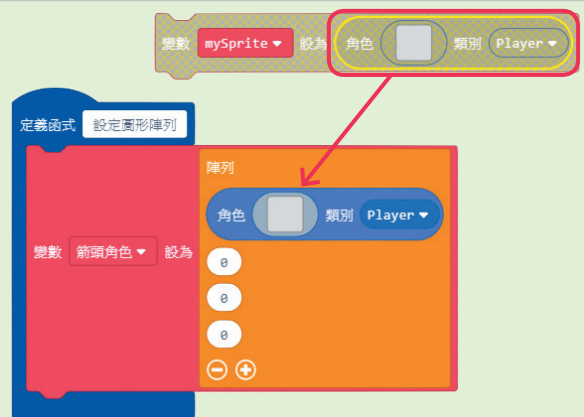 變數 mySprite 設為 角色 類別 Player
定義函式 設定圖形陣列
陣列
角色 類別 Player
變數 箭頭角色 設為
0
0
0